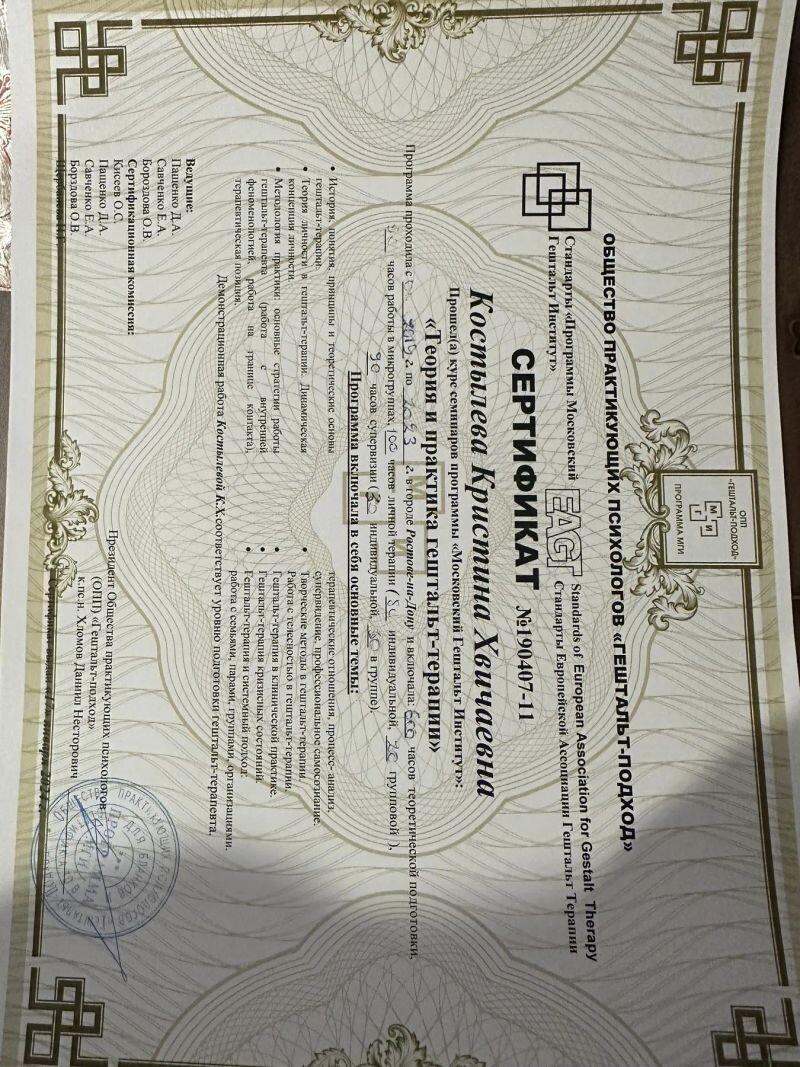 ОПП
«ГЕШТАЛЬТ-ПОДХОД»
М И
Г
ПРОГРАММА МГИ
ОБЩЕСТВО ПРАКТИКУЮЩИХ ПСИХОЛОГОВ «ГЕШТАЛЬТ-ПОДХОД»
Стандарты «Программы Московский
Гештальт Институт»
EAGT
Standards of European Association for Gestalt Therapy
Стандарты Европейской Ассоциации Гештальт Терапии
СЕРТИФИКАТ №190407-11
Костылева Кристина Хвичаевна
Прошел(а) курс семинаров программы «Московский Гештальт Институт»:
«Теория и практика гештальт-терапии»
Программа проходила с 2019 г. по 2023 г. в городе Ростове-на-Дону и включала: 600 часов теоретической подготовки,
часов работы в микрогруппах, 100 часов личной терапии ( индивидуальной, 20 групповой ),
90 часов супервизии ( индивидуальной, в группе).
Программа включала в себя основные темы:
• История, понятия, принципы и теоретические основы
гештальт-терапии.
• Теория личности в гештальт-терапии. Динамическая
концепция личности
• Методология практики: основные стратегии работы
гештальт-терапевта (работа с внутренней
феноменологией, работа на границе контакта),
терапевтическая позиция,
терапевтические отношения, процесс-анализ,
супервидение, профессиональное самосознание.
• Творческие методы в гештальт-терапии
Работа с телесностью в гештальт-терапии.
• Гештальт-терапия в клинической практике,
• Гештальт-терапия кризисных состояний.
• Гештальт-терапия и системный подход:
работа с семьями, парами, группами, организациями.
Демонстрационная работа Костылевой К.Х.соответствует уровню подготовки гештальт-терапевта.
Ведущие:
Пащенко Д.А.
Савченко Е.А.
Бороздова О.В.
Сертификационная комиссия:
Кисеев О.С.
Пащенко Д.А.
Савченко Е.А.
Борздова О.В.
Президент Общества практикующих психологов
(ОПП) «Гештальт-подход»
к.пс.н. Хломов Даниил Несторович